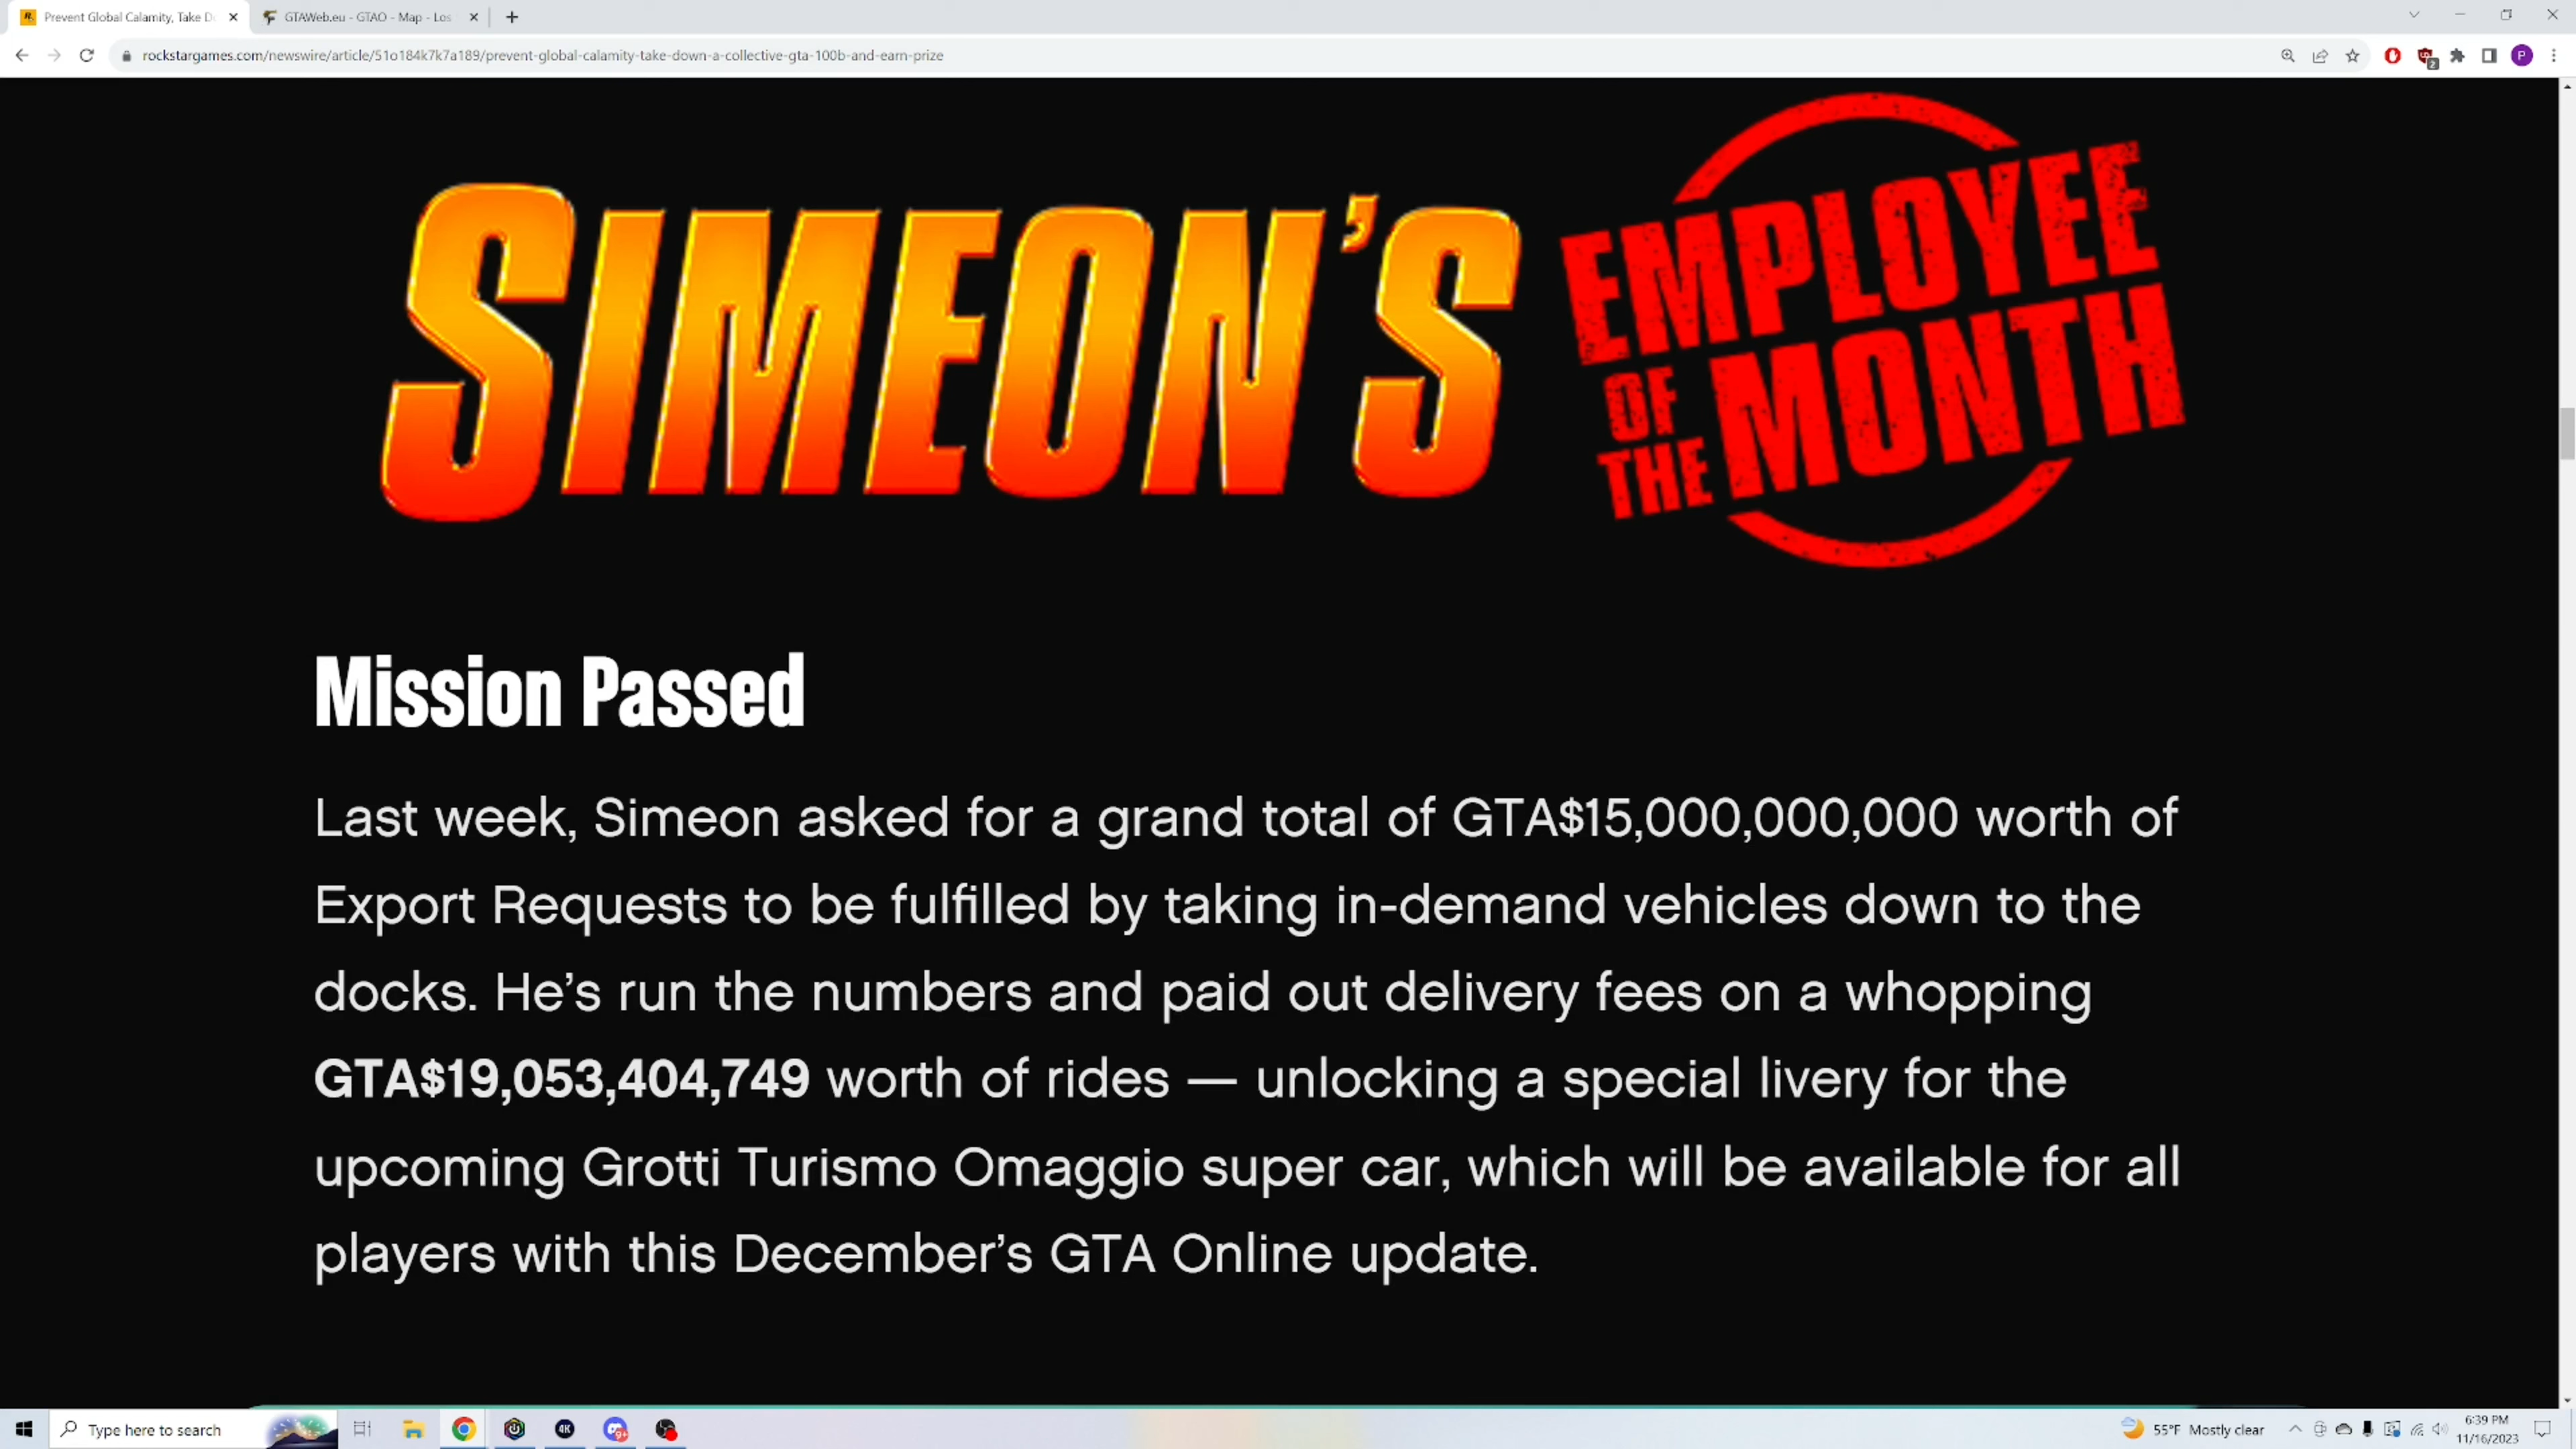 Prevent Global Calamity, Take D
GTAWeb.eu - GTAO - Map - Los
rockstargames.com/newswire/article/51o184k7k7a189/prevent-global-calamity-take-down-a-collective-gta-100b-and-earn-prize
2
P
SIMEON'S
EMPLOYEE
OF
THE
MONTH
Mission Passed
Last week, Simeon asked for a grand total of GTA$15,000,000,000 worth of
Export Requests to be fulfilled by taking in-demand vehicles down to the
docks. He's run the numbers and paid out delivery fees on a whopping
GTA$19,053,404,749 worth of rides — unlocking a special livery for the
upcoming Grotti Turismo Omaggio super car, which will be available for all
players with this December's GTA Online update.
Type here to search
4K
9+
55°F Mostly clear
6:39 PM
11/16/2023